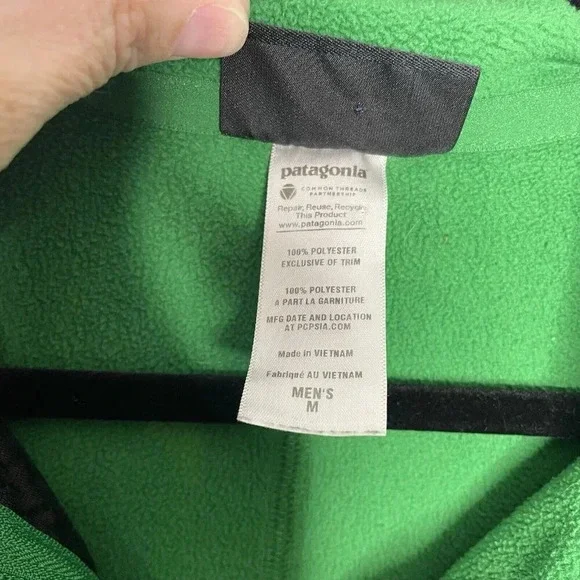 patagonia
COMMON THREADS
PARTNERSHIP
Repair, Reuse, Recycle
This Product
www.patagonia.com
100% POLYESTER
EXCLUSIVE OF TRIM
100% POLYESTER
A PART LA GARNITURE
MFG DATE AND LOCATION
AT PCPSIA.COM
Made in VIETNAM
Fabriqué AU VIETNAM
MEN'S
M